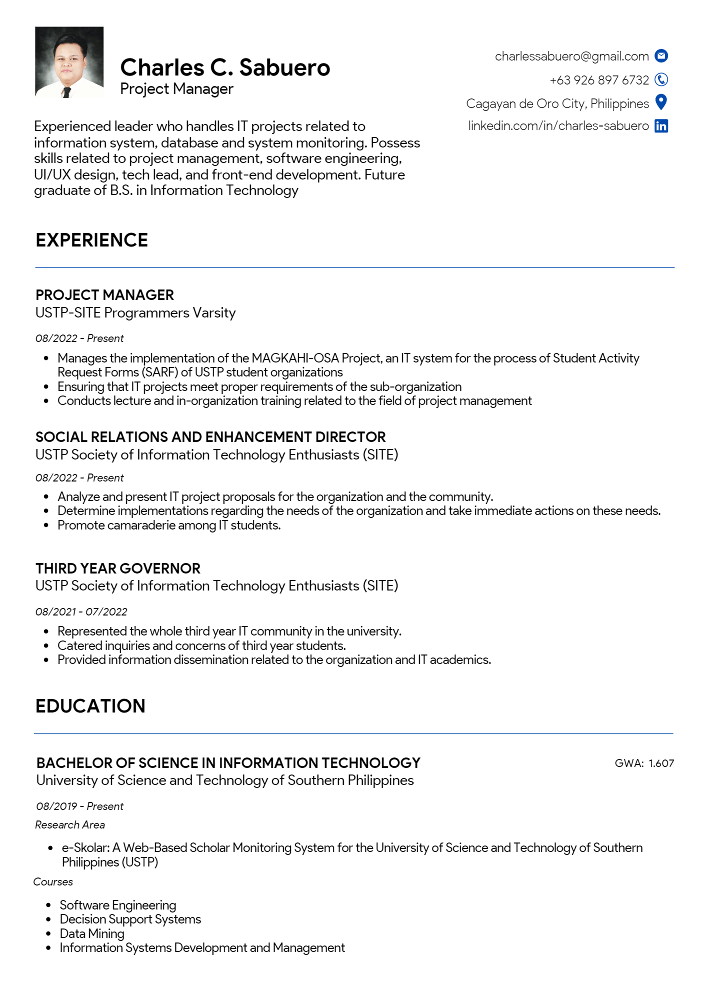 Charles C. Sabuero
Project Manager
charlessabuero@gmail.com
+63 926 897 6732
Cagayan de Oro City, Philippines
linkedin.com/in/charles-sabuero
Experienced leader who handles IT projects related to
information system, database and system monitoring. Possess
skills related to project management, software engineering,
UI/UX design, tech lead, and front-end development. Future
graduate of B.S. in Information Technology
EXPERIENCE
PROJECT MANAGER
USTP-SITE Programmers Varsity
08/2022 - Present
• Manages the implementation of the MAGKAHI-OSA Project, an IT system for the process of Student Activity
Request Forms (SARF) of USTP student organizations
• Ensuring that IT projects meet proper requirements of the sub-organization
• Conducts lecture and in-organization training related to the field of project management
SOCIAL RELATIONS AND ENHANCEMENT DIRECTOR
USTP Society of Information Technology Enthusiasts (SITE)
08/2022 - Present
• Analyze and present IT project proposals for the organization and the community.
• Determine implementations regarding the needs of the organization and take immediate actions on these needs.
• Promote camaraderie among IT students.
THIRD YEAR GOVERNOR
USTP Society of Information Technology Enthusiasts (SITE)
08/2021 - 07/2022
• Represented the whole third year IT community in the university.
• Catered inquiries and concerns of third year students.
• Provided information dissemination related to the organization and IT academics.
EDUCATION
BACHELOR OF SCIENCE IN INFORMATION TECHNOLOGY
GWA: 1.607
University of Science and Technology of Southern Philippines
08/2019 - Present
Research Area
• e-Skolar: A Web-Based Scholar Monitoring System for the University of Science and Technology of Southern
Philippines (USTP)
Courses
• Software Engineering
• Decision Support Systems
• Data Mining
• Information Systems Development and Management